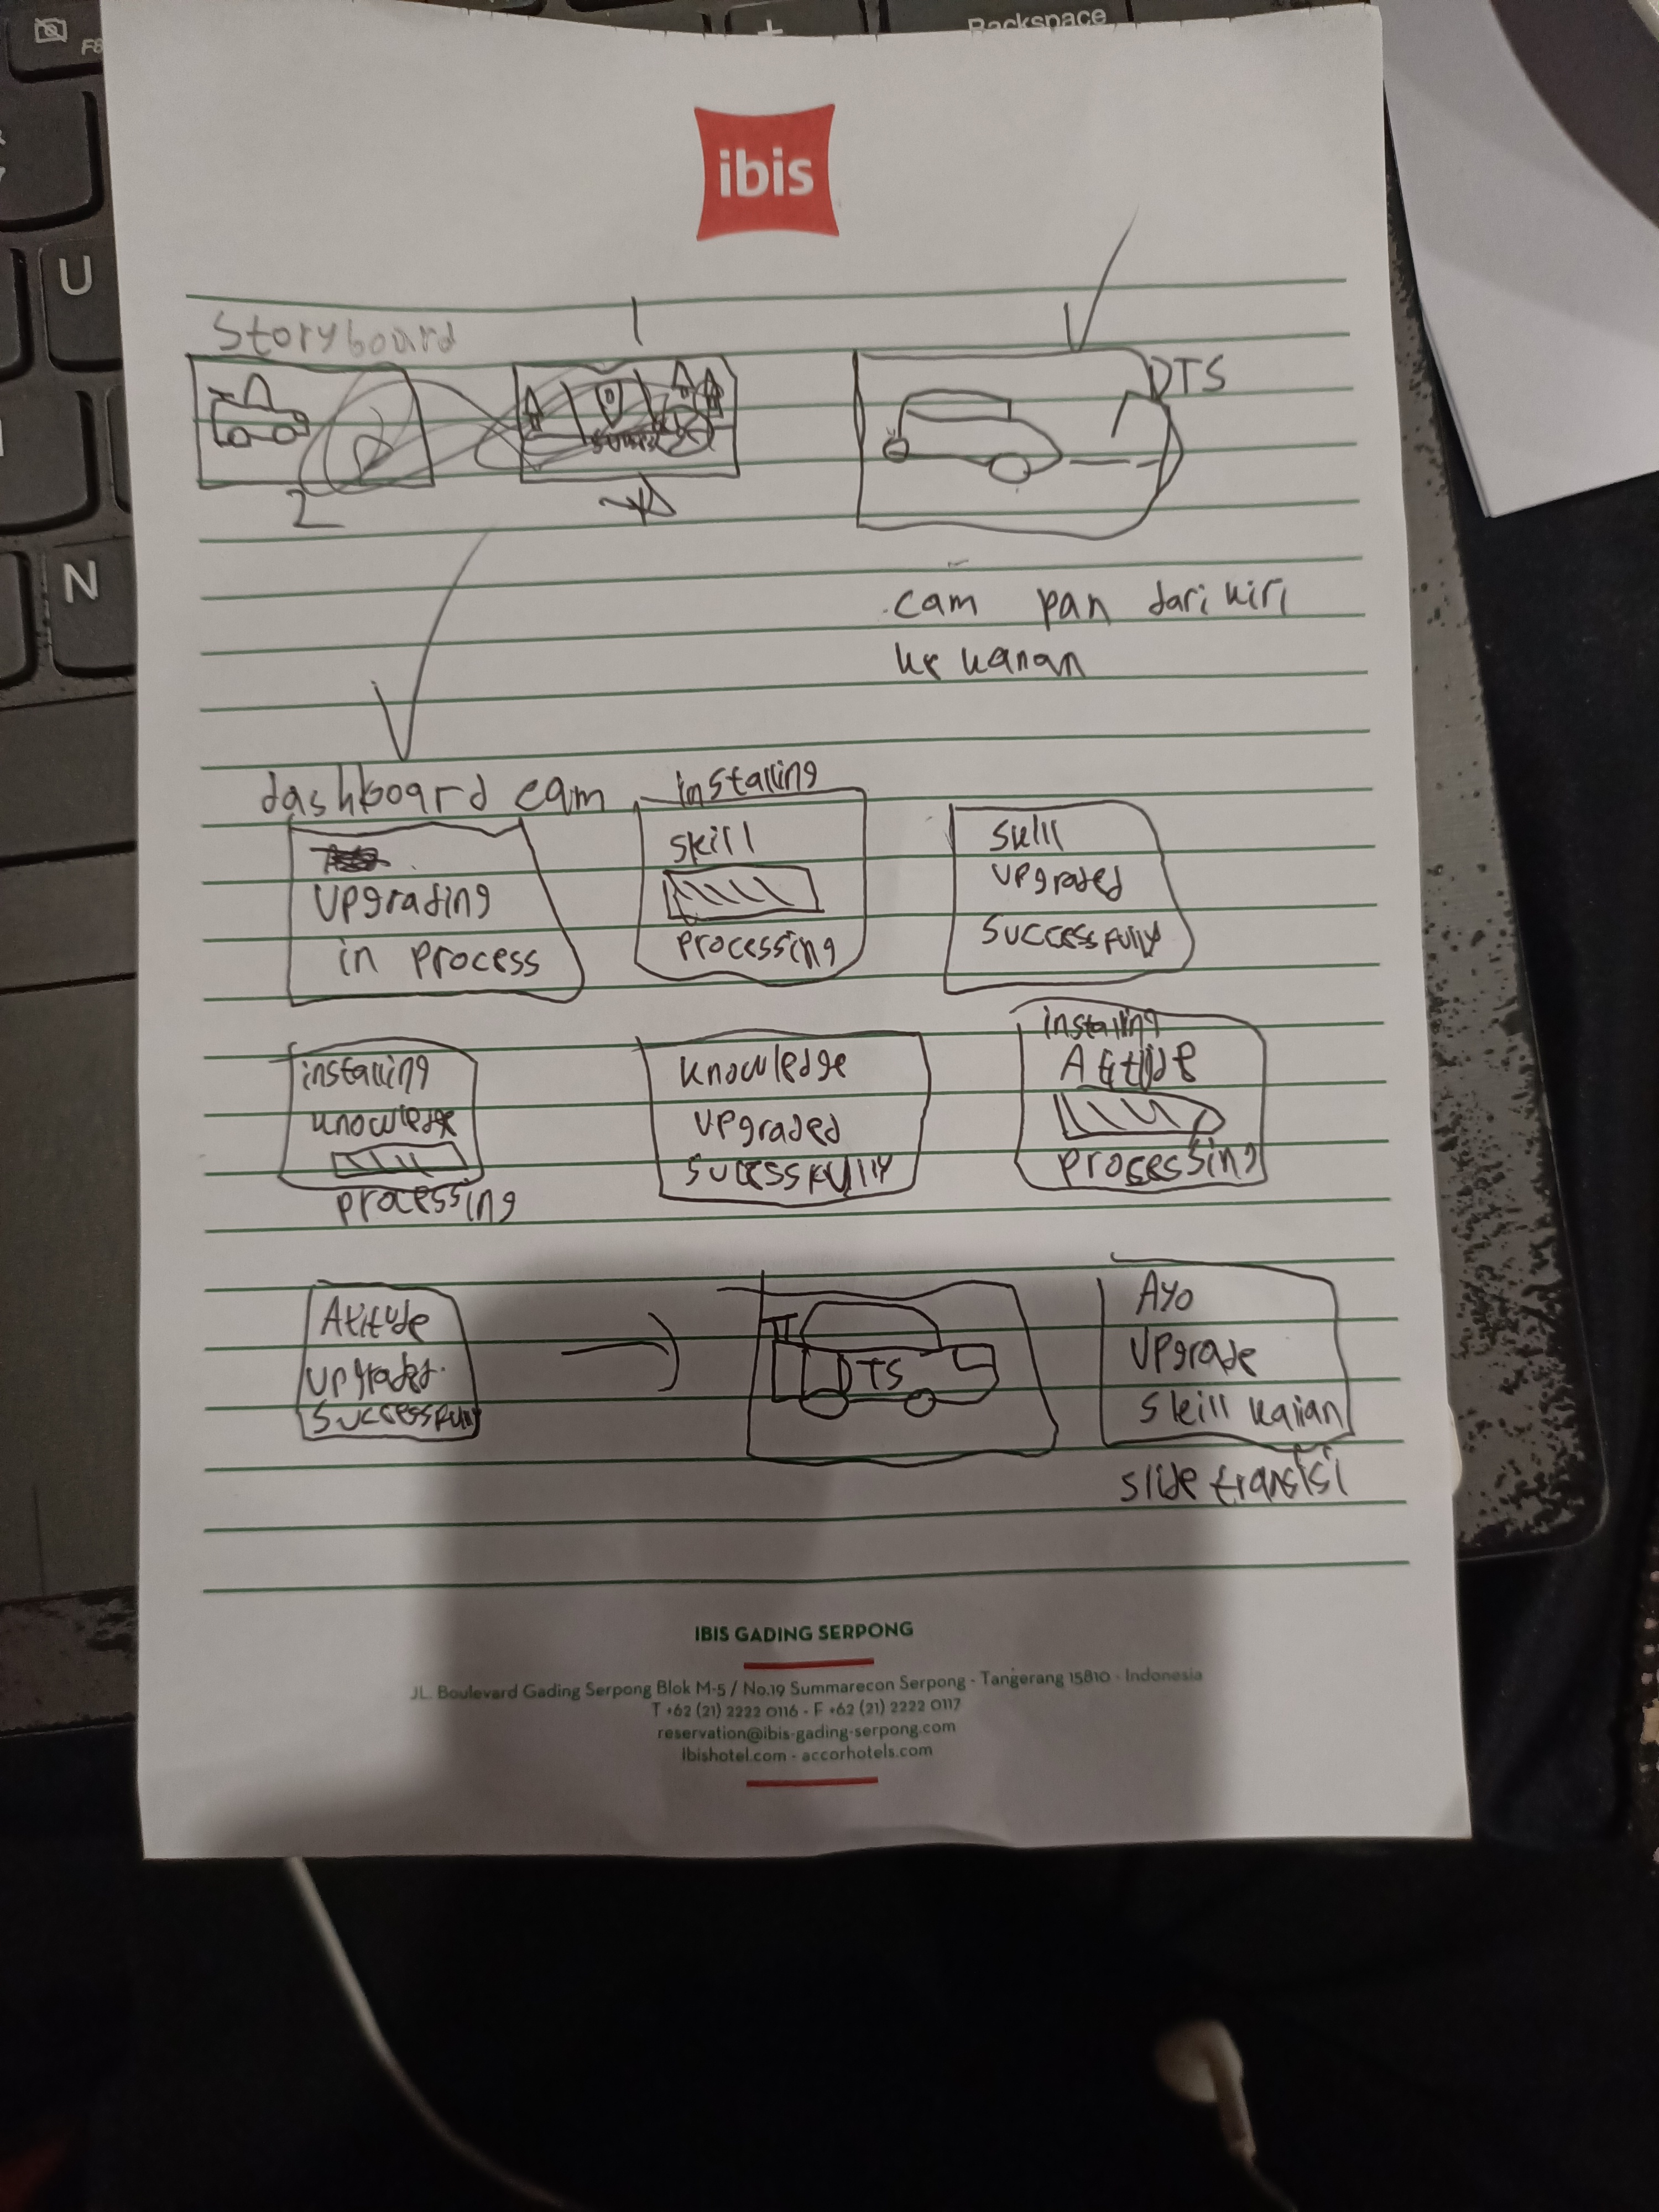 F8
+
Backspace
U
N
ibis
Storyboard
1
2
DTS
cam pan dari kiri
ke kanan
dashboard cam
Upgrading
in process
installing
skill
processing
skill
upgraded
successfully
installing
knowledge
processing
knowledge
upgraded
sucessfully
installing
Attitude
processing
Atitude
upgraded
successfully
DTS
Ayo
Upgrade
skill kalian
slide transisi
IBIS GADING SERPONG
JL. Boulevard Gading Serpong Blok M-5 / No.19 Summarecon Serpong - Tangerang 15810 - Indonesia
T +62 (21) 2222 0116 - F +62 (21) 2222 0117
reservation@ibis-gading-serpong.com
Ibishotel.com - accorhotels.com